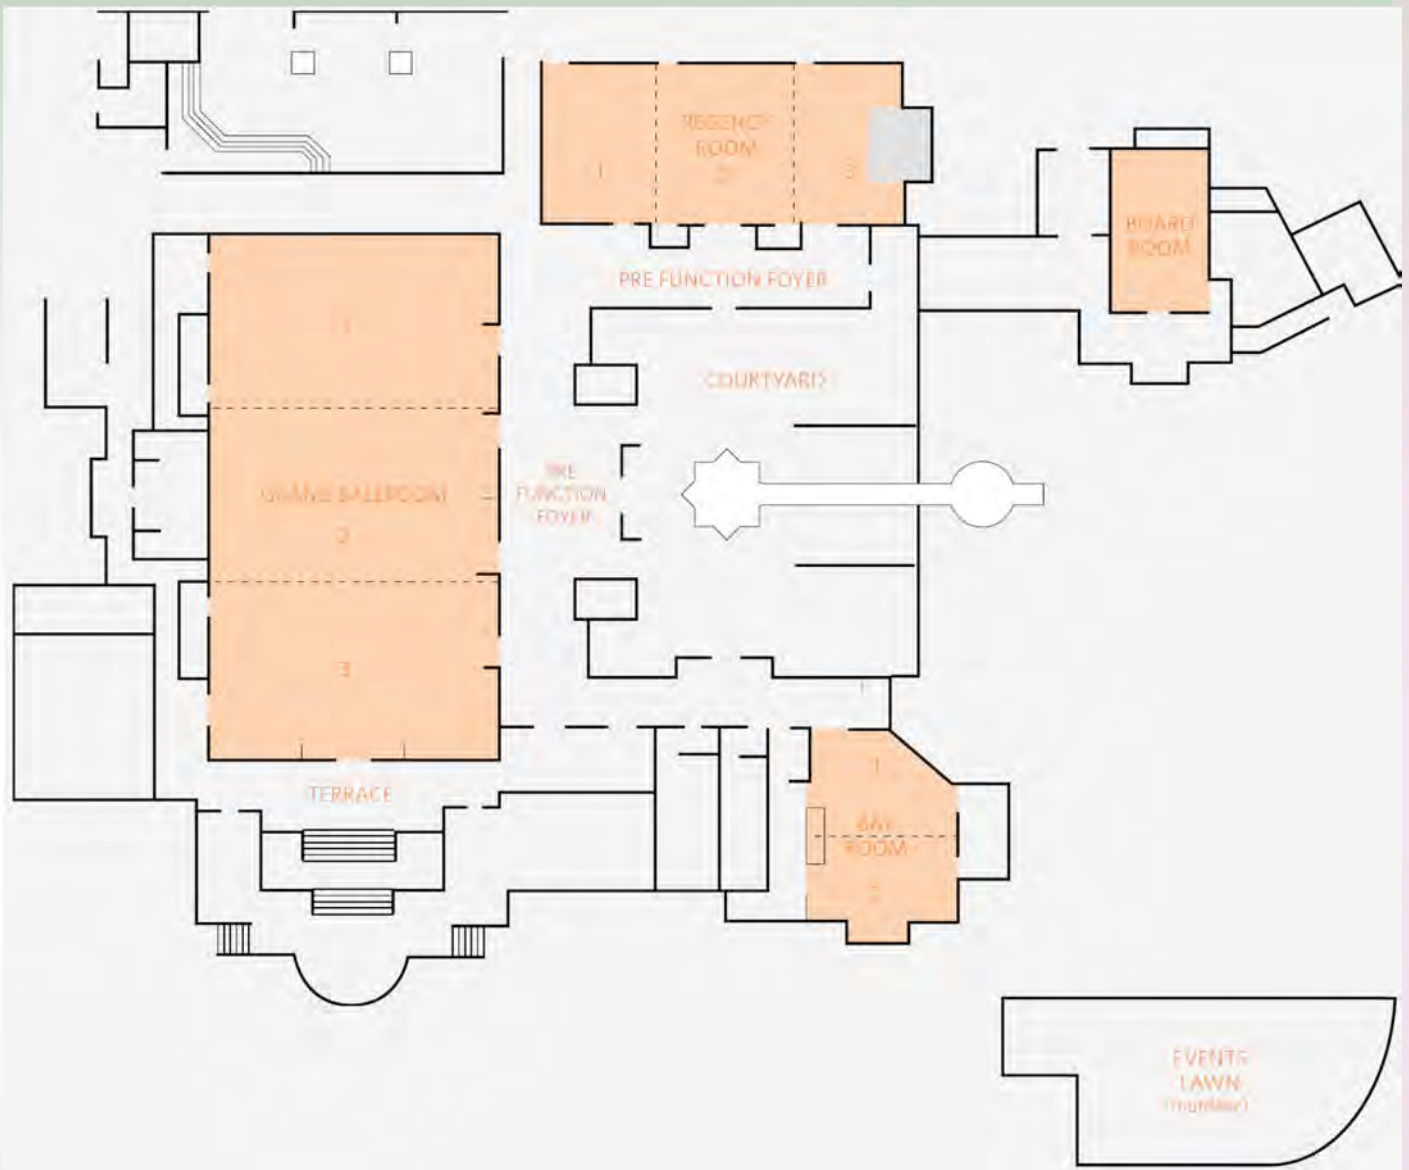 REGENCY
ROOM
1
2
3
BOARD
ROOM
PRE FUNCTION FOYER
1
COURTYARD
GRAND BALLROOM
2
PRE
FUNCTION
FOYER
3
TERRACE
1
BAY
ROOM
2
EVENTS
LAWN